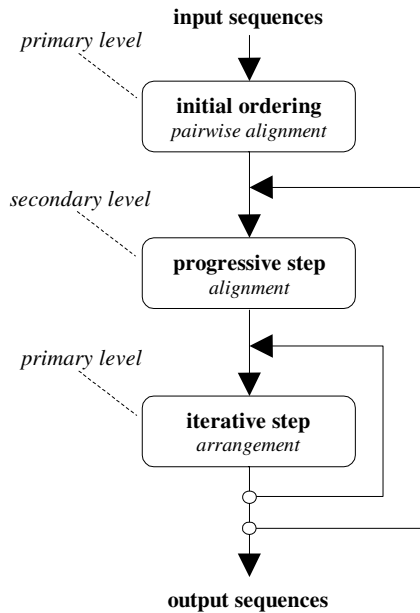 input sequences
primary level
initial ordering
pairwise alignment
secondary level
progressive step
alignment
primary level
iterative step
arrangement
output sequences